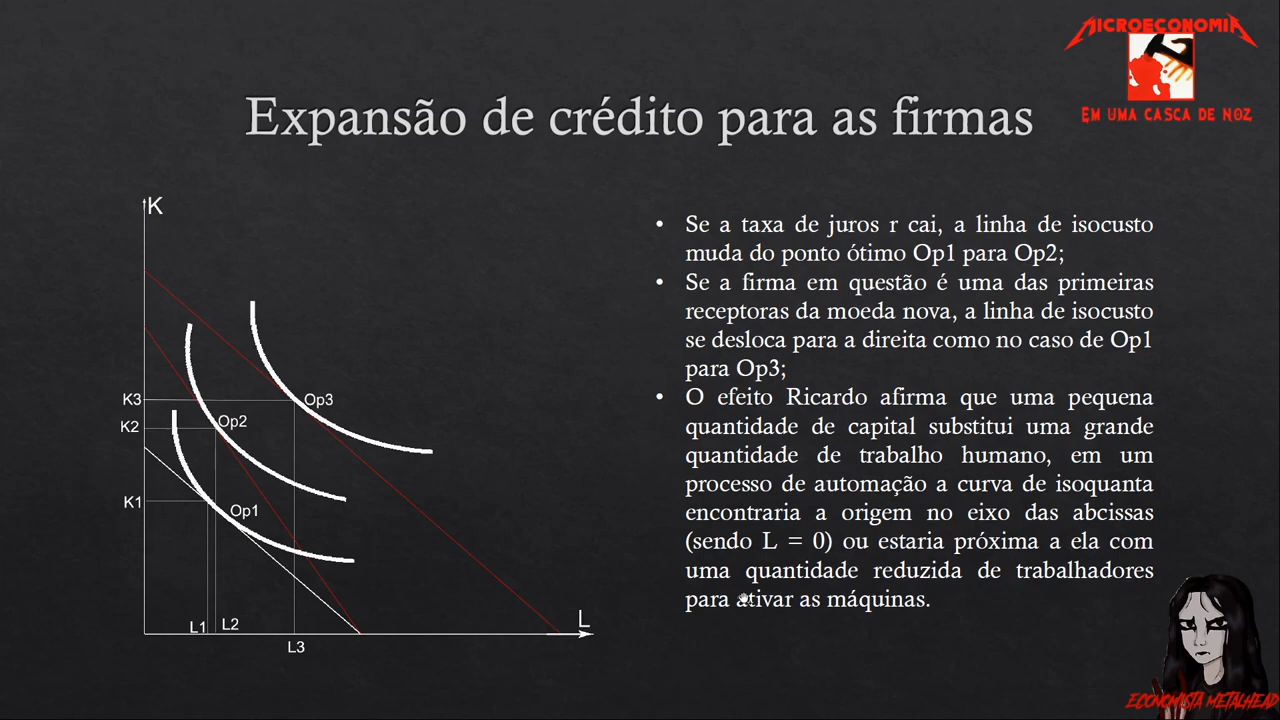 MICROECONOMIA
EM UMA CASCA DE NOZ
Expansão de crédito para as firmas
K
K3
K2
K1
Op3
Op2
Op1
L1
L2
L3
L
• Se a taxa de juros r cai, a linha de isocusto
muda do ponto ótimo Op1 para Op2;
• Se a firma em questão é uma das primeiras
receptoras da moeda nova, a linha de isocusto
se desloca para a direita como no caso de Op1
para Op3;
• O efeito Ricardo afirma que uma pequena
quantidade de capital substitui uma grande
quantidade de trabalho humano, em um
processo de automação a curva de isoquanta
encontraria a origem no eixo das abcissas
(sendo L = 0) ou estaria próxima a ela com
uma quantidade reduzida de trabalhadores
para ativar as máquinas.
ECONOMISTA METALHEAD